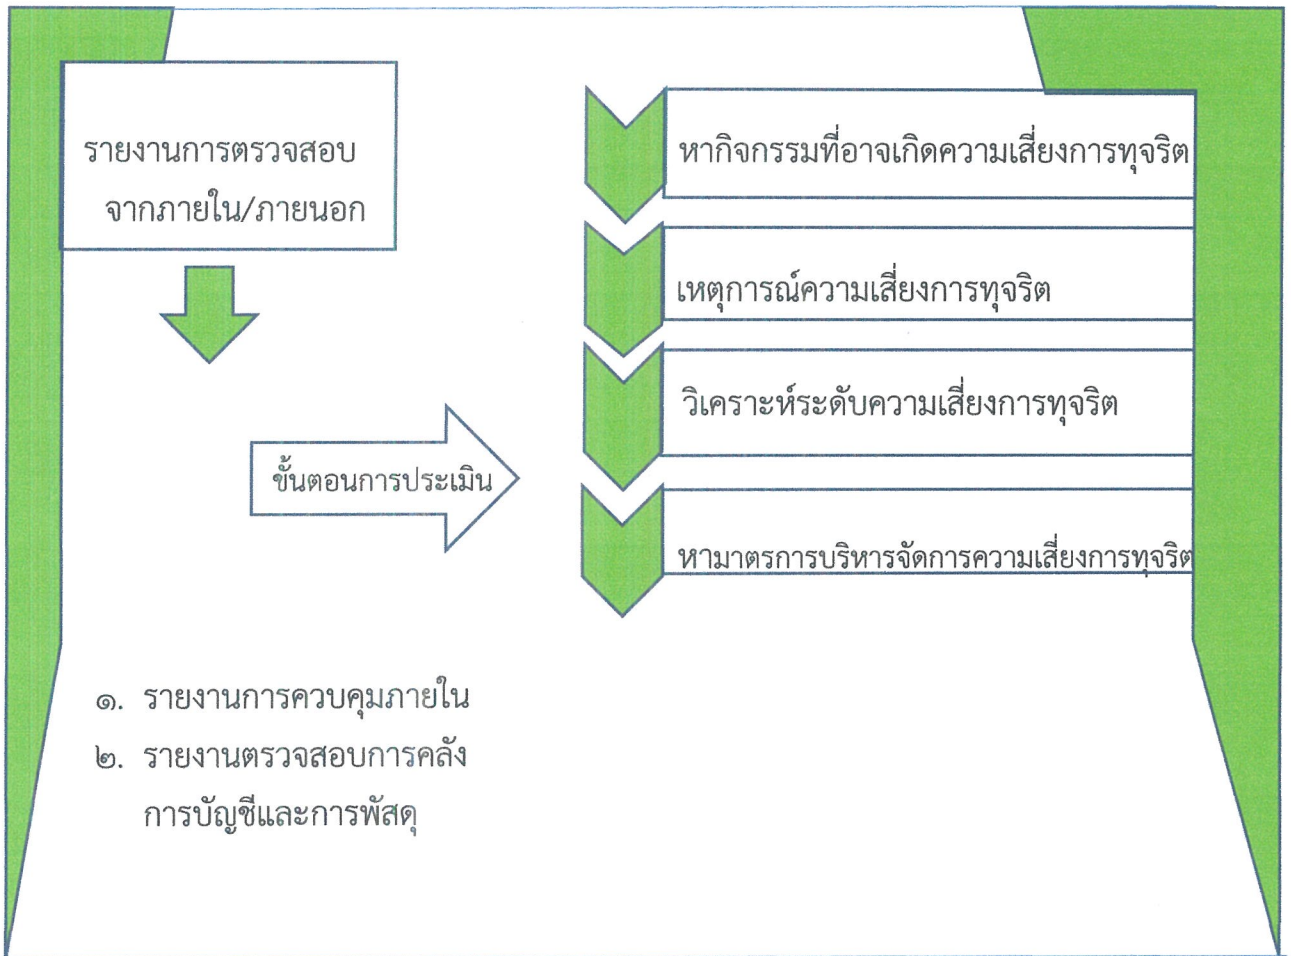 รายงานการตรวจสอบ
จากภายใน/ภายนอก
ขั้นตอนการประเมิน
๑. รายงานการควบคุมภายใน
๒. รายงานตรวจสอบการคลัง
การบัญชีและการพัสดุ
หากิจกรรมที่อาจเกิดความเสี่ยงการทุจริต
เหตุการณ์ความเสี่ยงการทุจริต
วิเคราะห์ระดับความเสี่ยงการทุจริต
หามาตรการบริหารจัดการความเสี่ยงการทุจริต